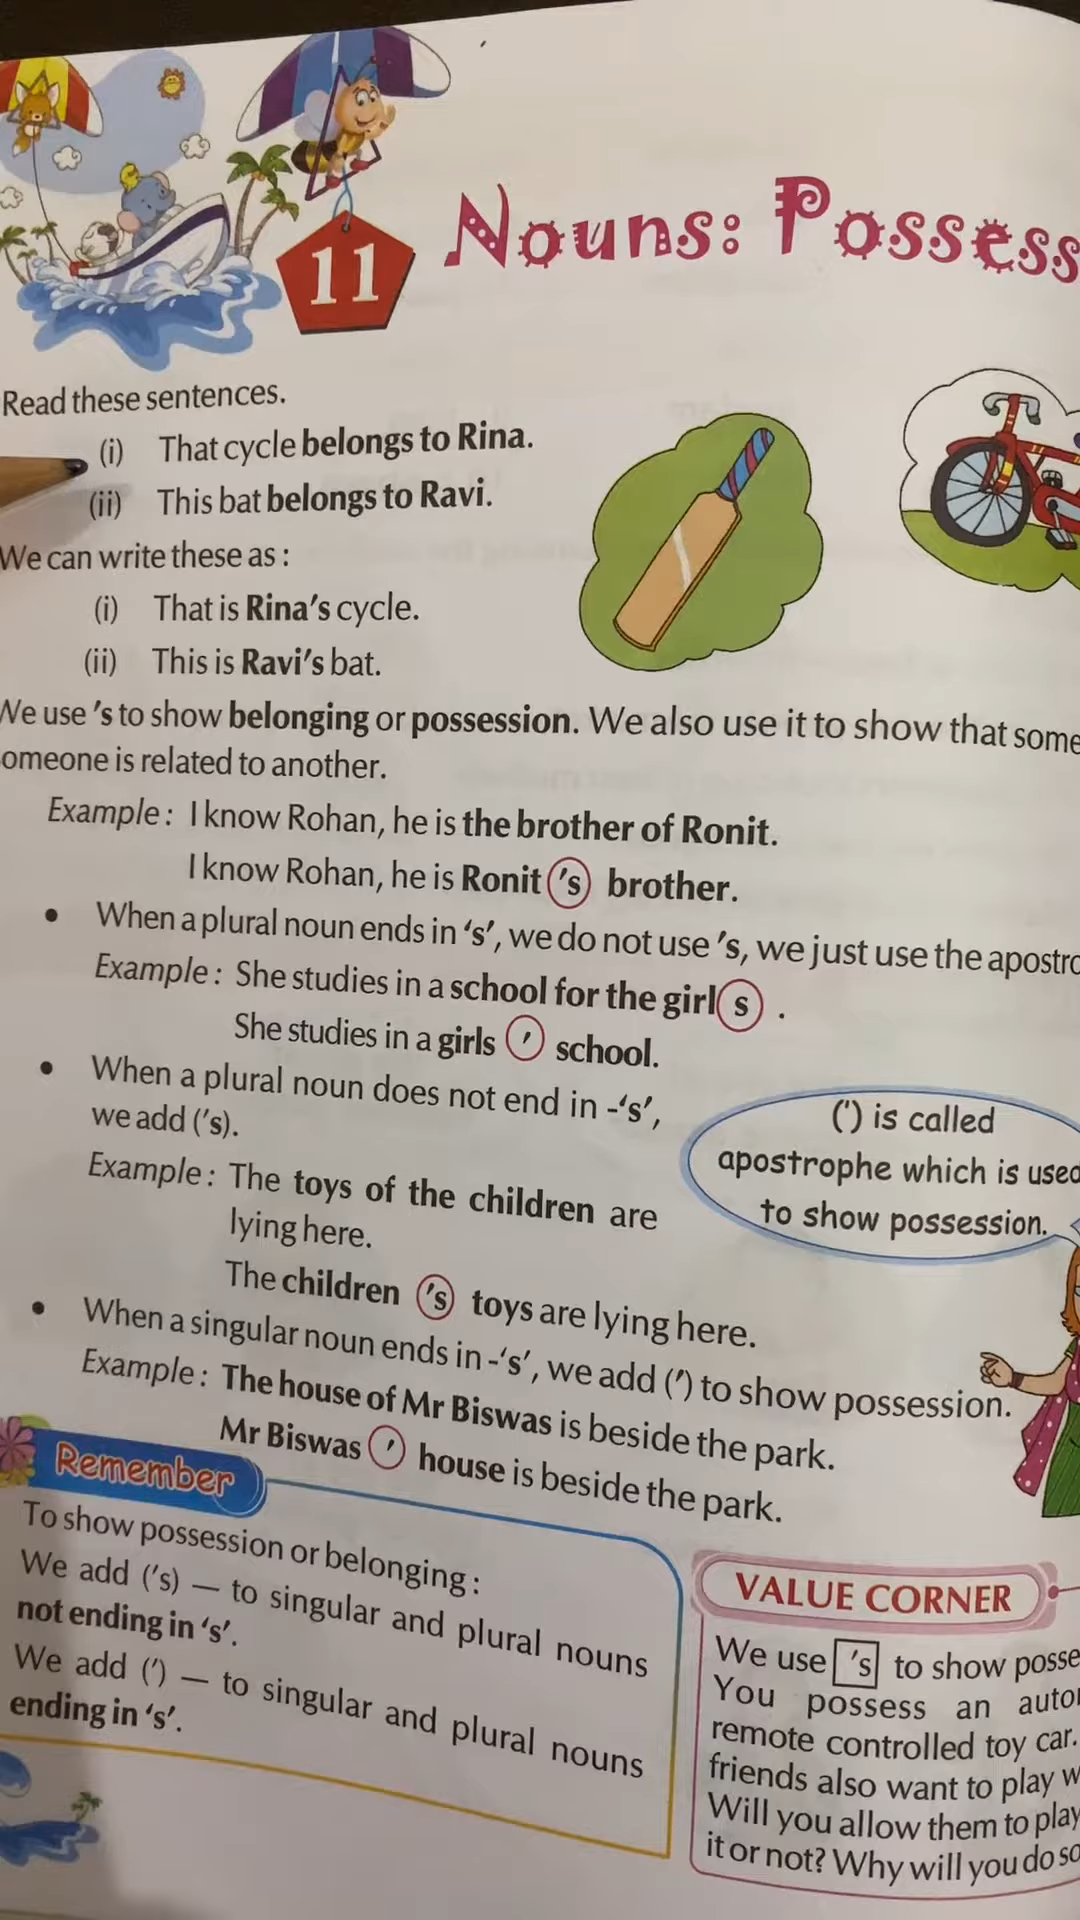 11
Nouns: Possess
Read these sentences.
(i) That cycle belongs to Rina.
(ii) This bat belongs to Ravi.
We can write these as :
(i) That is Rina's cycle.
(ii) This is Ravi's bat.
We use 's to show belonging or possession. We also use it to show that some
omeone is related to another.
Example : I know Rohan, he is the brother of Ronit.
I know Rohan, he is Ronit 's brother.
• When a plural noun ends in 's', we do not use 's, we just use the apostro
Example : She studies in a school for the girl s .
She studies in a girls ' school.
• When a plural noun does not end in -'s',
we add ('s).
Example : The toys of the children are
lying here.
The children 's toys are lying here.
(') is called
apostrophe which is used
to show possession.
• When a singular noun ends in -'s', we add (') to show possession.
Example : The house of Mr Biswas is beside the park.
Mr Biswas ' house is beside the park.
Remember
To show possession or belonging :
We add ('s) — to singular and plural nouns
not ending in 's'.
We add (') — to singular and plural nouns
ending in 's'.
VALUE CORNER
We use 's to show posse
You possess an auto
remote controlled toy car.
friends also want to play w
Will you allow them to play
it or not? Why will you do so